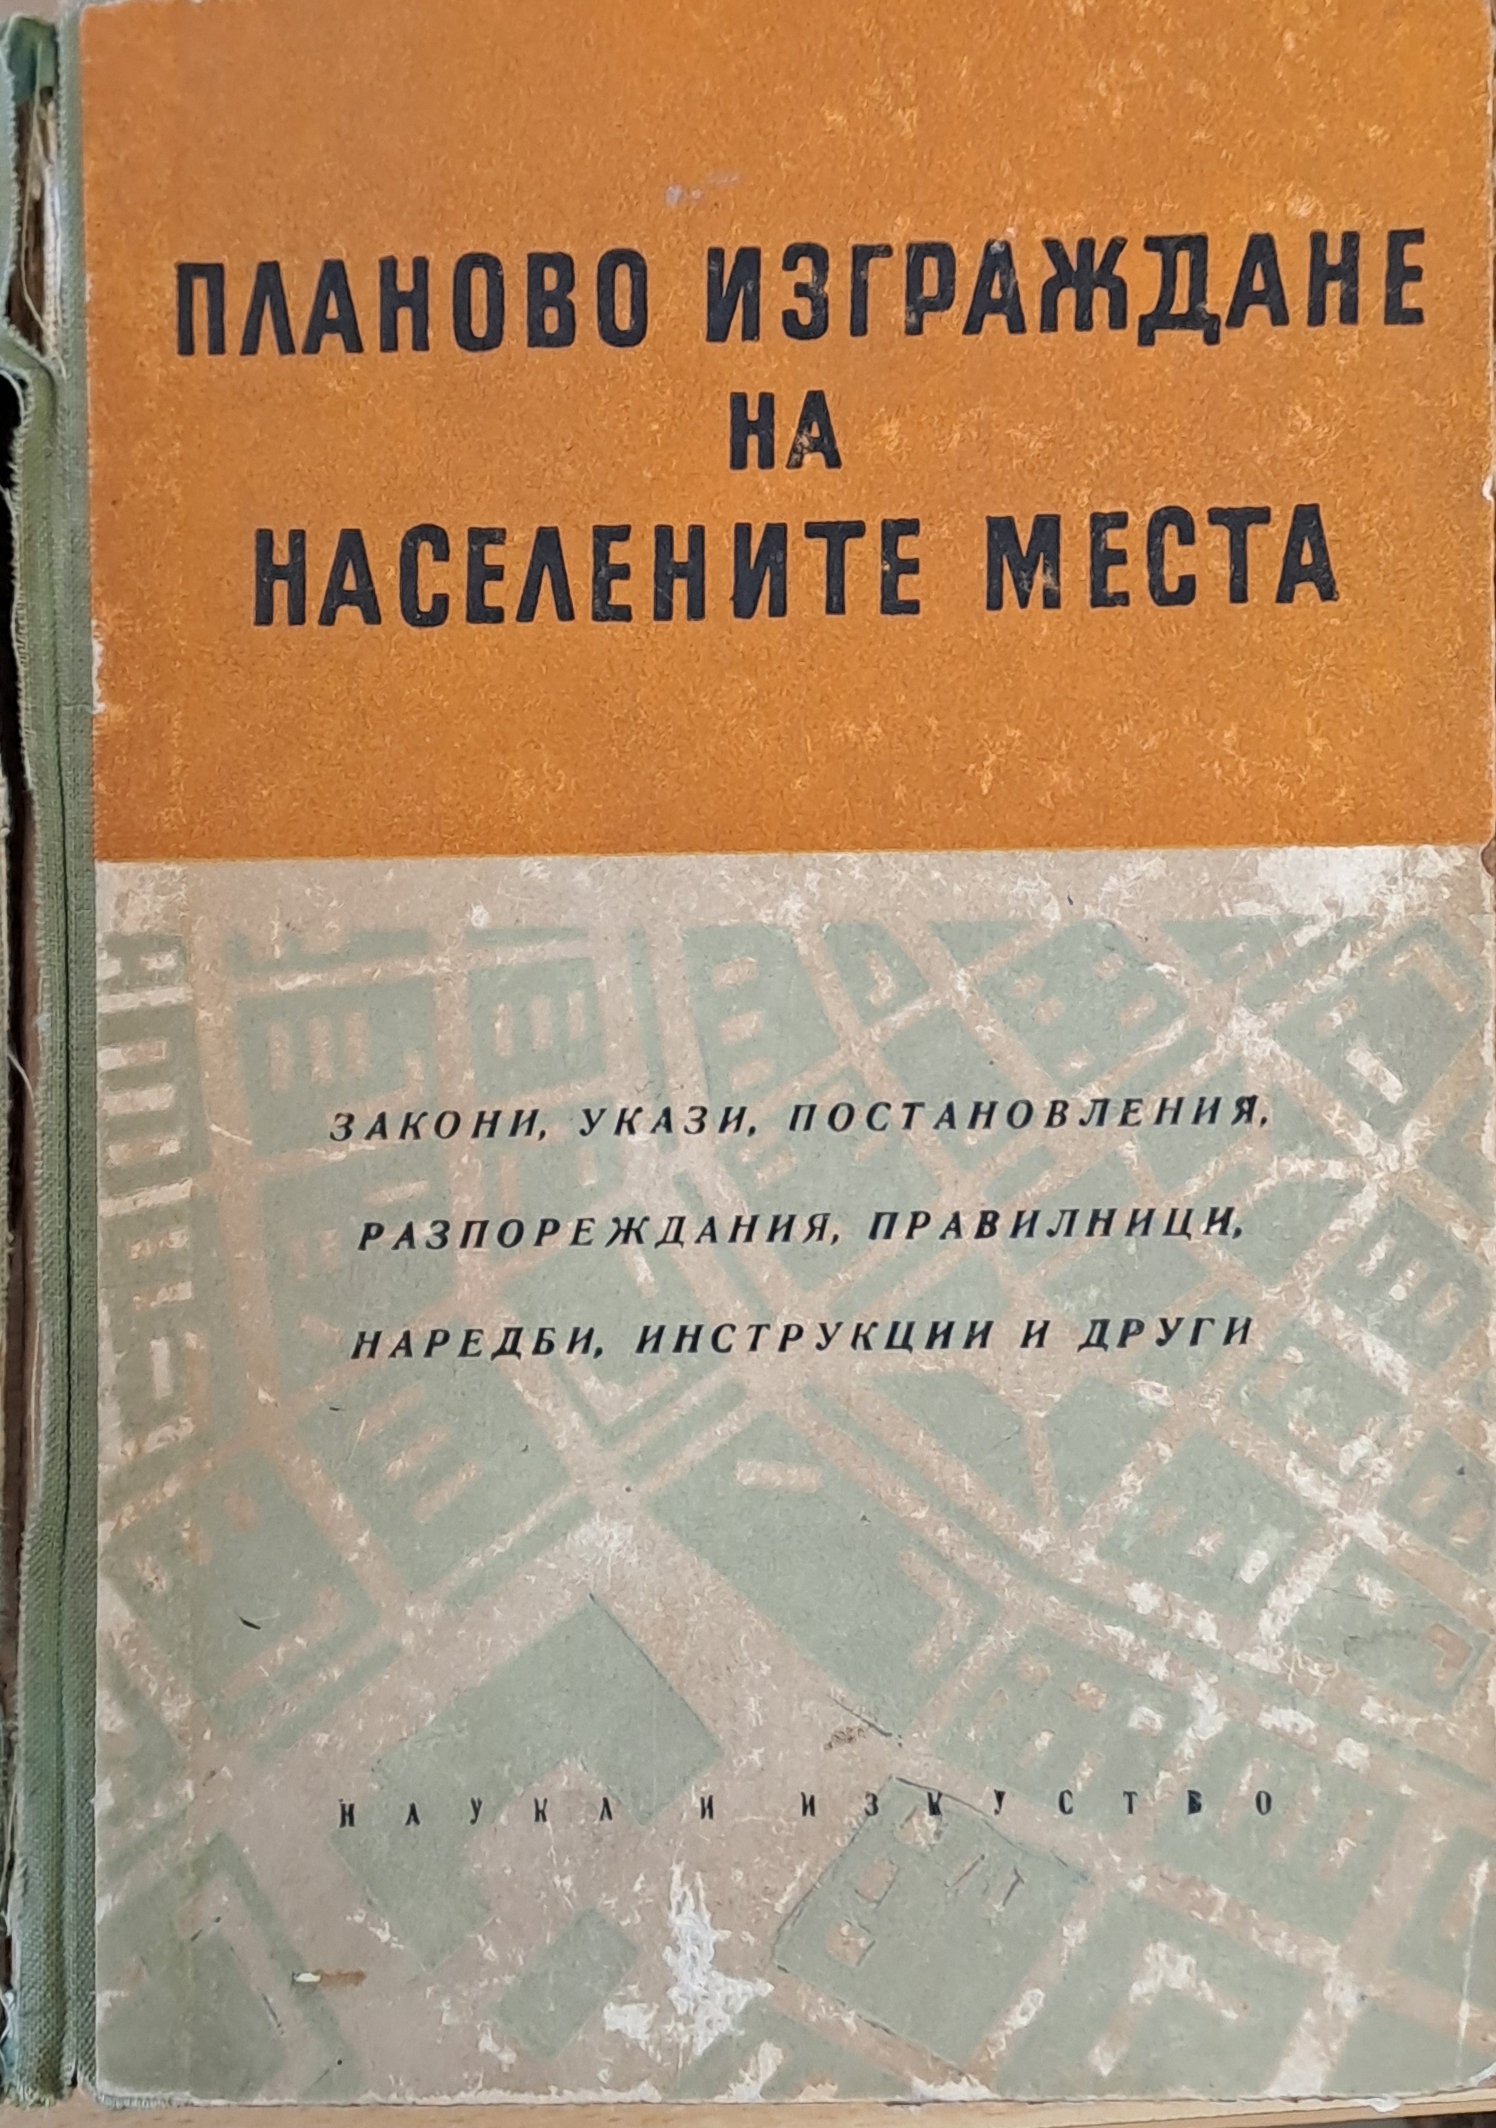 ПЛАНОВО ИЗГРАЖДАНЕ
НА
НАСЕЛЕНИТЕ МЕСТА
ЗАКОНИ, УКАЗИ, ПОСТАНОВЛЕНИЯ,
РАЗПОРЕЖДАНИЯ, ПРАВИЛНИЦИ,
НАРЕДБИ, ИНСТРУКЦИИ И ДРУГИ
НАУКА И ИЗКУСТВО